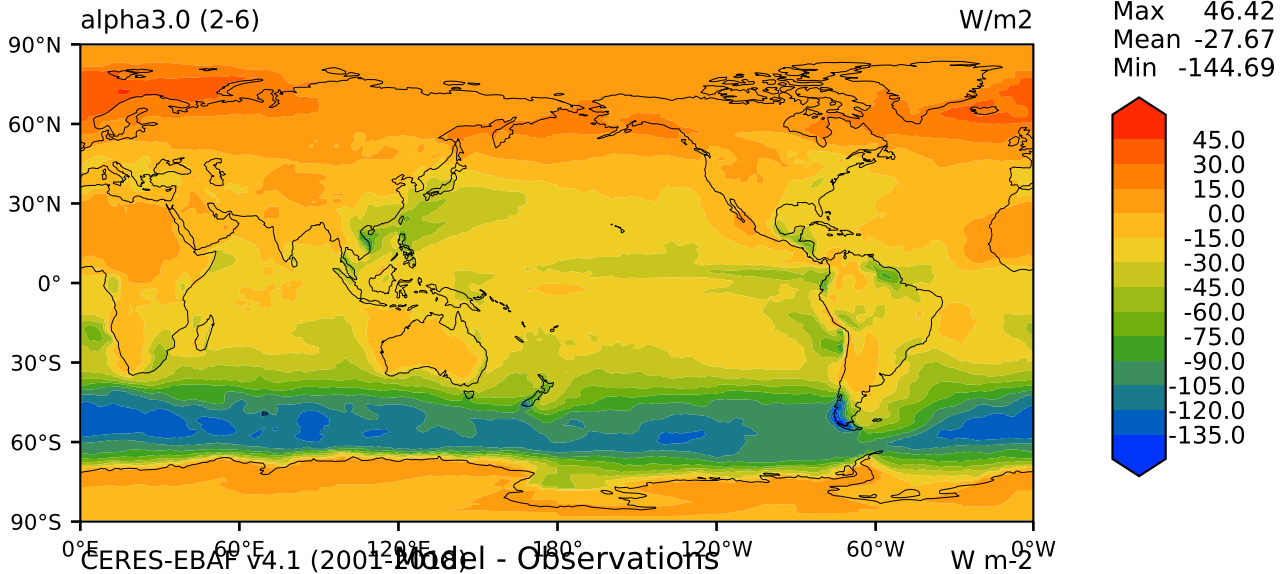 alpha3.0 (2-6)
W/m2
Max 46.42
Mean -27.67
Min -144.69
90°N
60°N
30°N
0°
30°S
60°S
90°S
0°E 60°E 120°E 180° 120°W 60°W 0°W
45.0
30.0
15.0
0.0
-15.0
-30.0
-45.0
-60.0
-75.0
-90.0
-105.0
-120.0
-135.0
CERES-EBAF v4.1 (2001-2018)
Model - Observations
W m-2